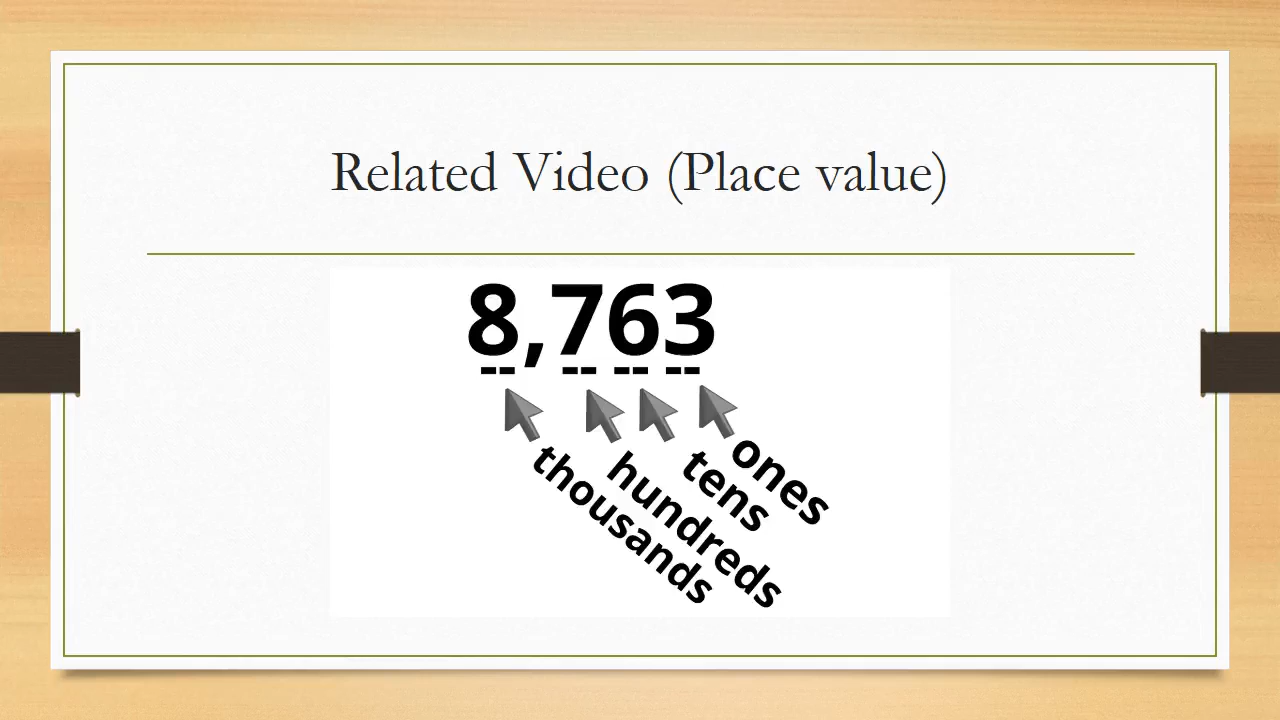 Related Video (Place value)
8,763
thousands
hundreds
tens
ones